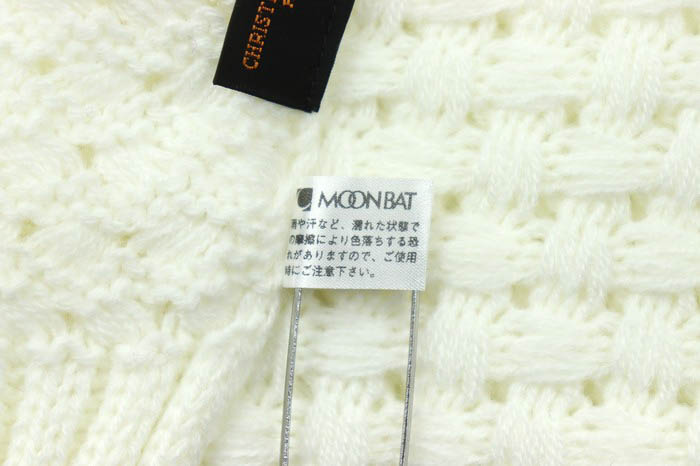 CHRISTI
MOONBAT
雨や汗など、濡れた状態で
の摩擦により色落ちする恐
れがありますので、ご使用
時にご注意下さい。